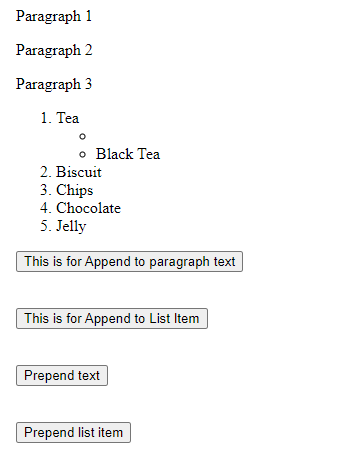 Paragraph 1
Paragraph 2
Paragraph 3
1. Tea
Black Tea
2. Biscuit
3. Chips
4. Chocolate
5. Jelly
This is for Append to paragraph text
This is for Append to List Item
Prepend text
Prepend list item